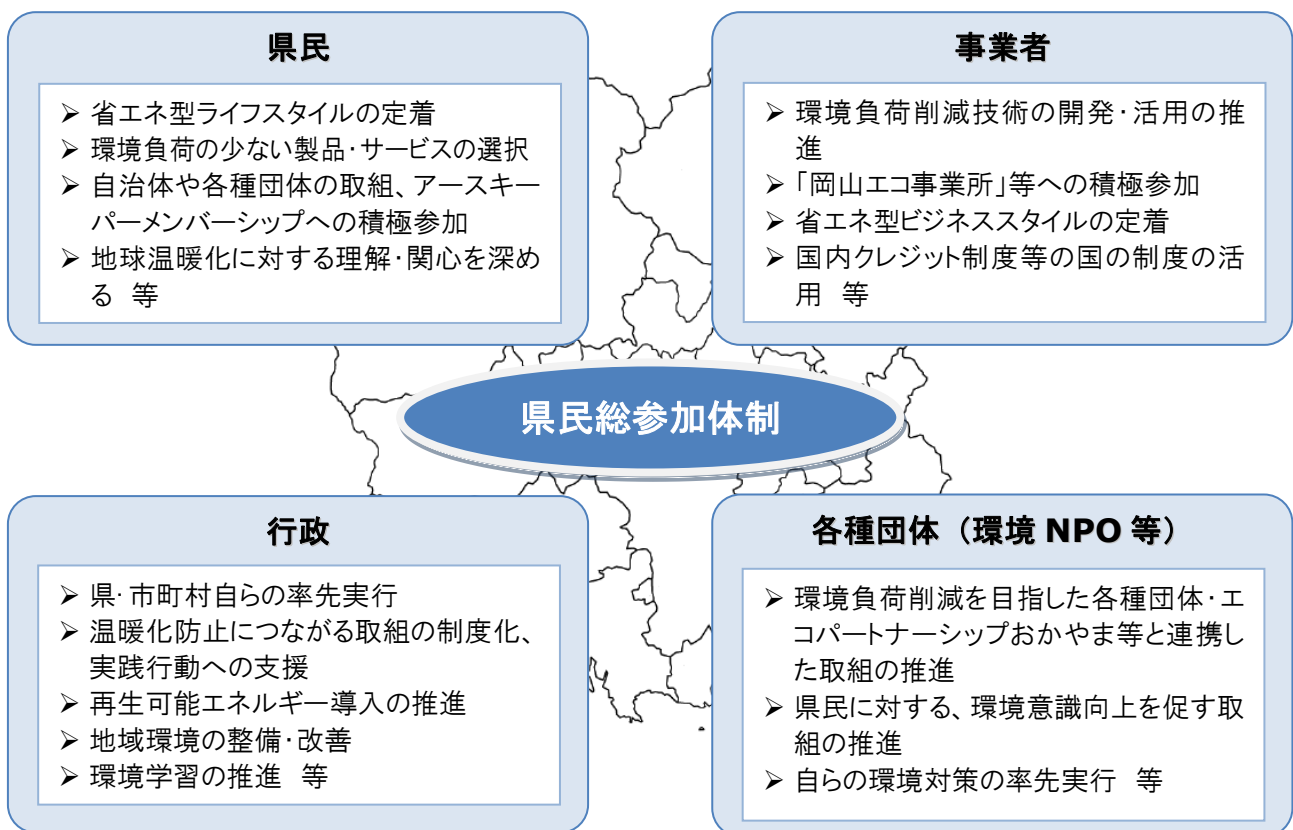 県民
➢ 省エネ型ライフスタイルの定着
➢ 環境負荷の少ない製品･サービスの選択
➢ 自治体や各種団体の取組、アースキー
パーメンバーシップへの積極参加
➢ 地球温暖化に対する理解･関心を深め
る 等
事業者
➢ 環境負荷削減技術の開発･活用の推
進
➢ 「岡山エコ事業所」等への積極参加
➢ 省エネ型ビジネススタイルの定着
➢ 国内クレジット制度等の国の制度の活
用 等
県民総参加体制
行政
➢ 県･市町村自らの率先実行
➢ 温暖化防止につながる取組の制度化、
実践行動への支援
➢ 再生可能エネルギー導入の推進
➢ 地域環境の整備･改善
➢ 環境学習の推進 等
各種団体（環境 NPO 等）
➢ 環境負荷削減を目指した各種団体･エ
コパートナーシップおかやま等と連携し
た取組の推進
➢ 県民に対する、環境意識向上を促す取
組の推進
➢ 自らの環境対策の率先実行 等